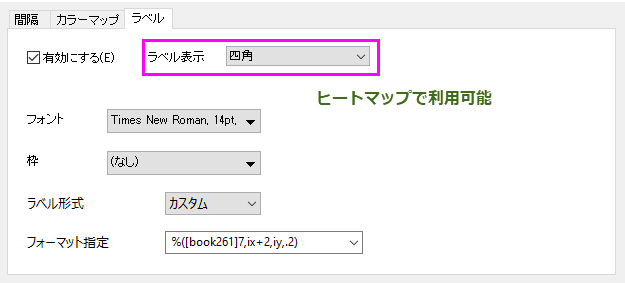 間隔 カラーマップ ラベル
有効にする(E) ラベル表示 四角
ヒートマップで利用可能
フォント Times New Roman, 14pt,
枠 (なし)
ラベル形式 カスタム
フォーマット指定 %([book261]7,ix+2,iy,.2)